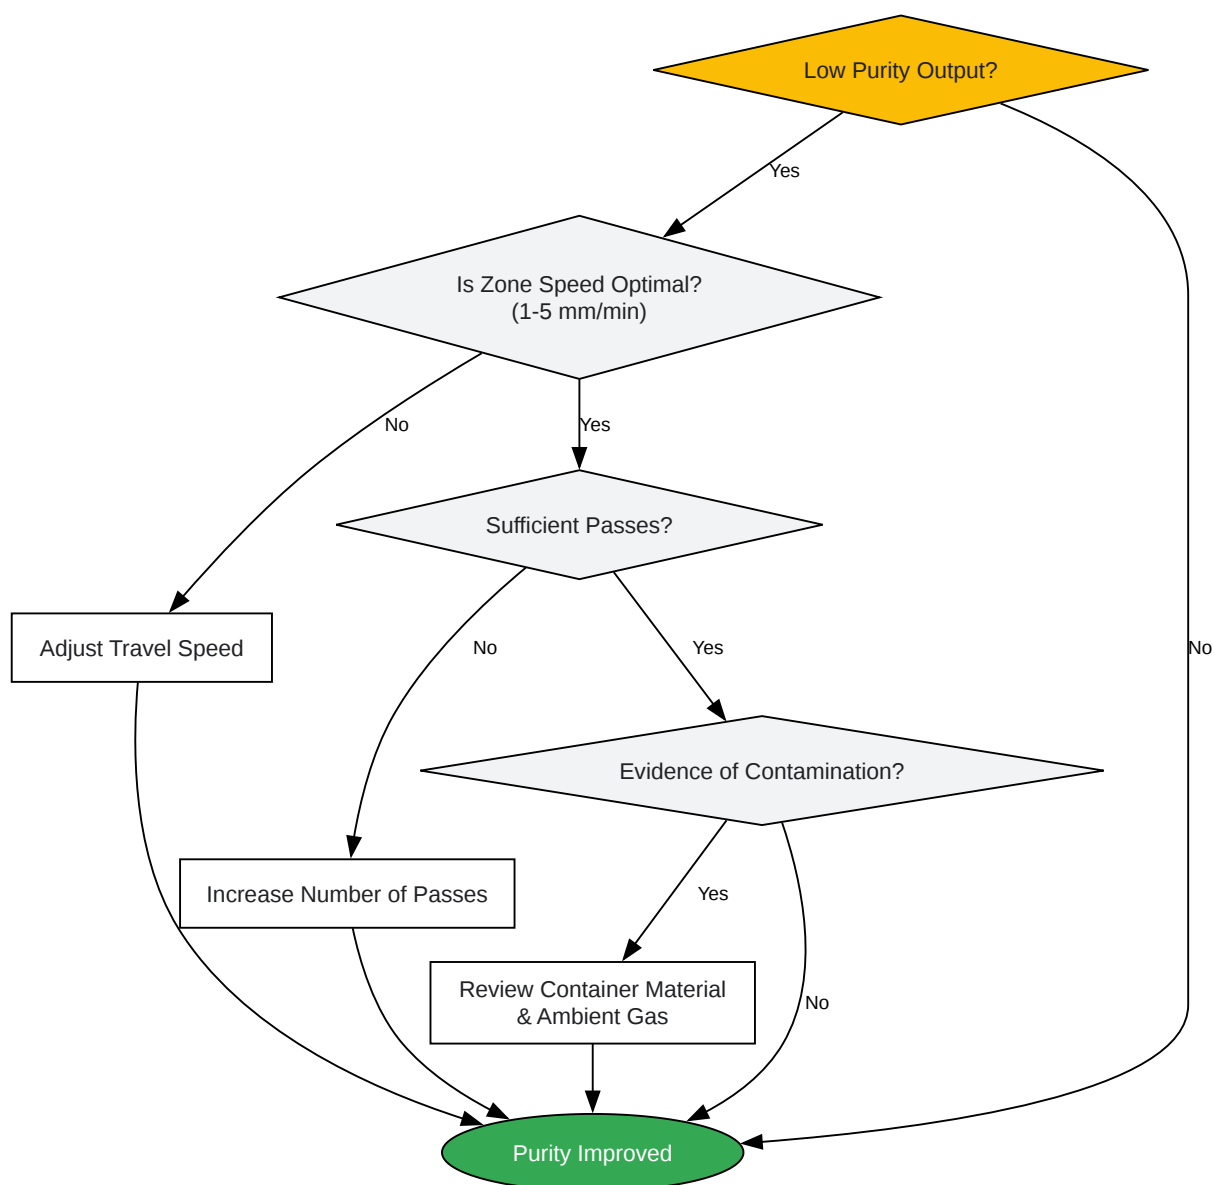 Low Purity Output?
Yes
Is Zone Speed Optimal?
(1-5 mm/min)
No
Yes
Sufficient Passes?
Adjust Travel Speed
No
Yes
No
Evidence of Contamination?
Increase Number of Passes
Yes
Review Container Material
& Ambient Gas
No
Purity Improved